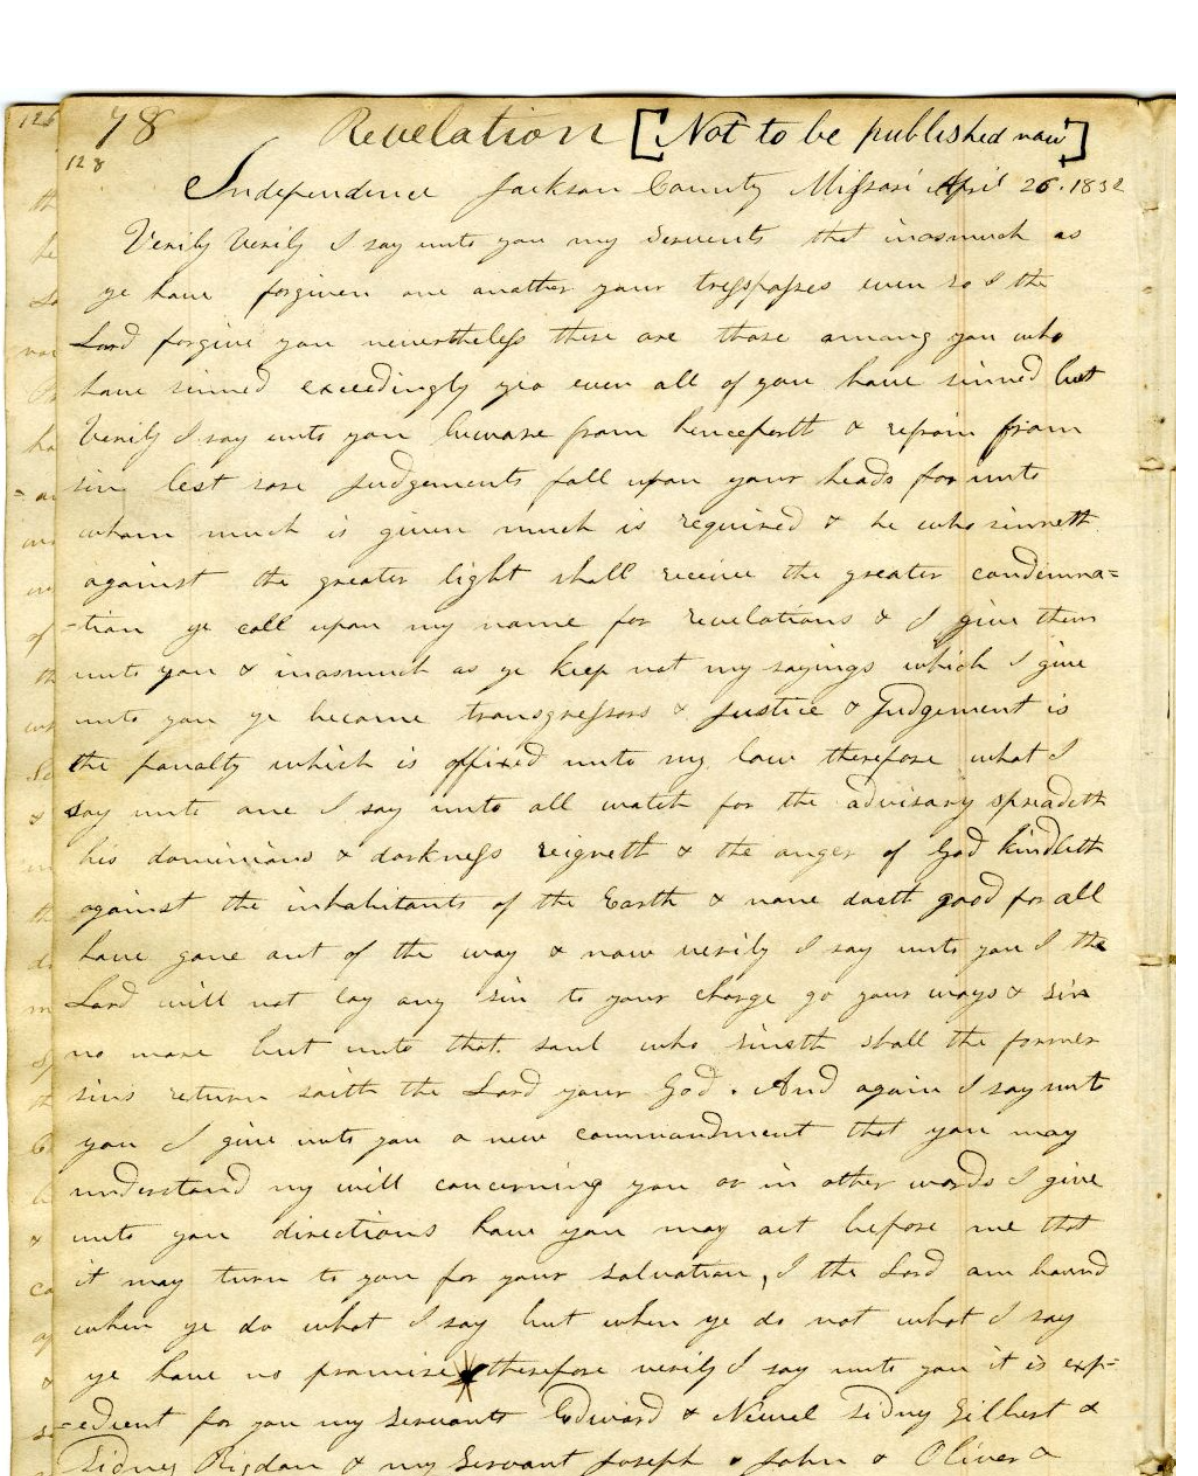 126 78 Revelation [Not to be published now]
128
Independence Jackson County Missori April 26. 1832
Verily Verily I say unto you my Servents that inasmuch as
ye have forgiven one another your tresspasses even so I the
Lord forgive you nevertheless there are those among you who
have sinned exceedingly yea even all of you have sinned but
Verily I say unto you beware from henceforth & refrain from
sin lest sore Judgements fall upon your heads for unto
whom much is given much is required & he who sinneth
against the greater light shall receive the greater condemna=
=tion ye call upon my name for revelations & I give them
unto you & inasmuch as ye keep not my sayings which I give
unto you ye become transgressors & Justice & Judgement is
the panalty which is affixed unto my law therefore what I
say unto one I say unto all watch for the advisary spreadeth
his dominions & darkness reigneth & the anger of God kindleth
against the inhabitants of the Earth & none doeth good for all
have gone out of the way & now verily I say unto you I the
Lord will not lay any sin to your charge go your ways & sin
no more but unto that soul who sineth shall the former
sins return saith the Lord your God. And again I say unto
you I give unto you a new commandment that you may
understand my will concerning you or in other words I give
unto you directions how you may act before me that
it may turn to you for your salvation, I the Lord am bound
when ye do what I say but when ye do not what I say
ye have no promise therefore verily I say unto you it is exp=
=edient for you my Servants Edward & Newel Sidney Gilbert &
Sidney Rigdon & my Servant Joseph & John & Oliver &